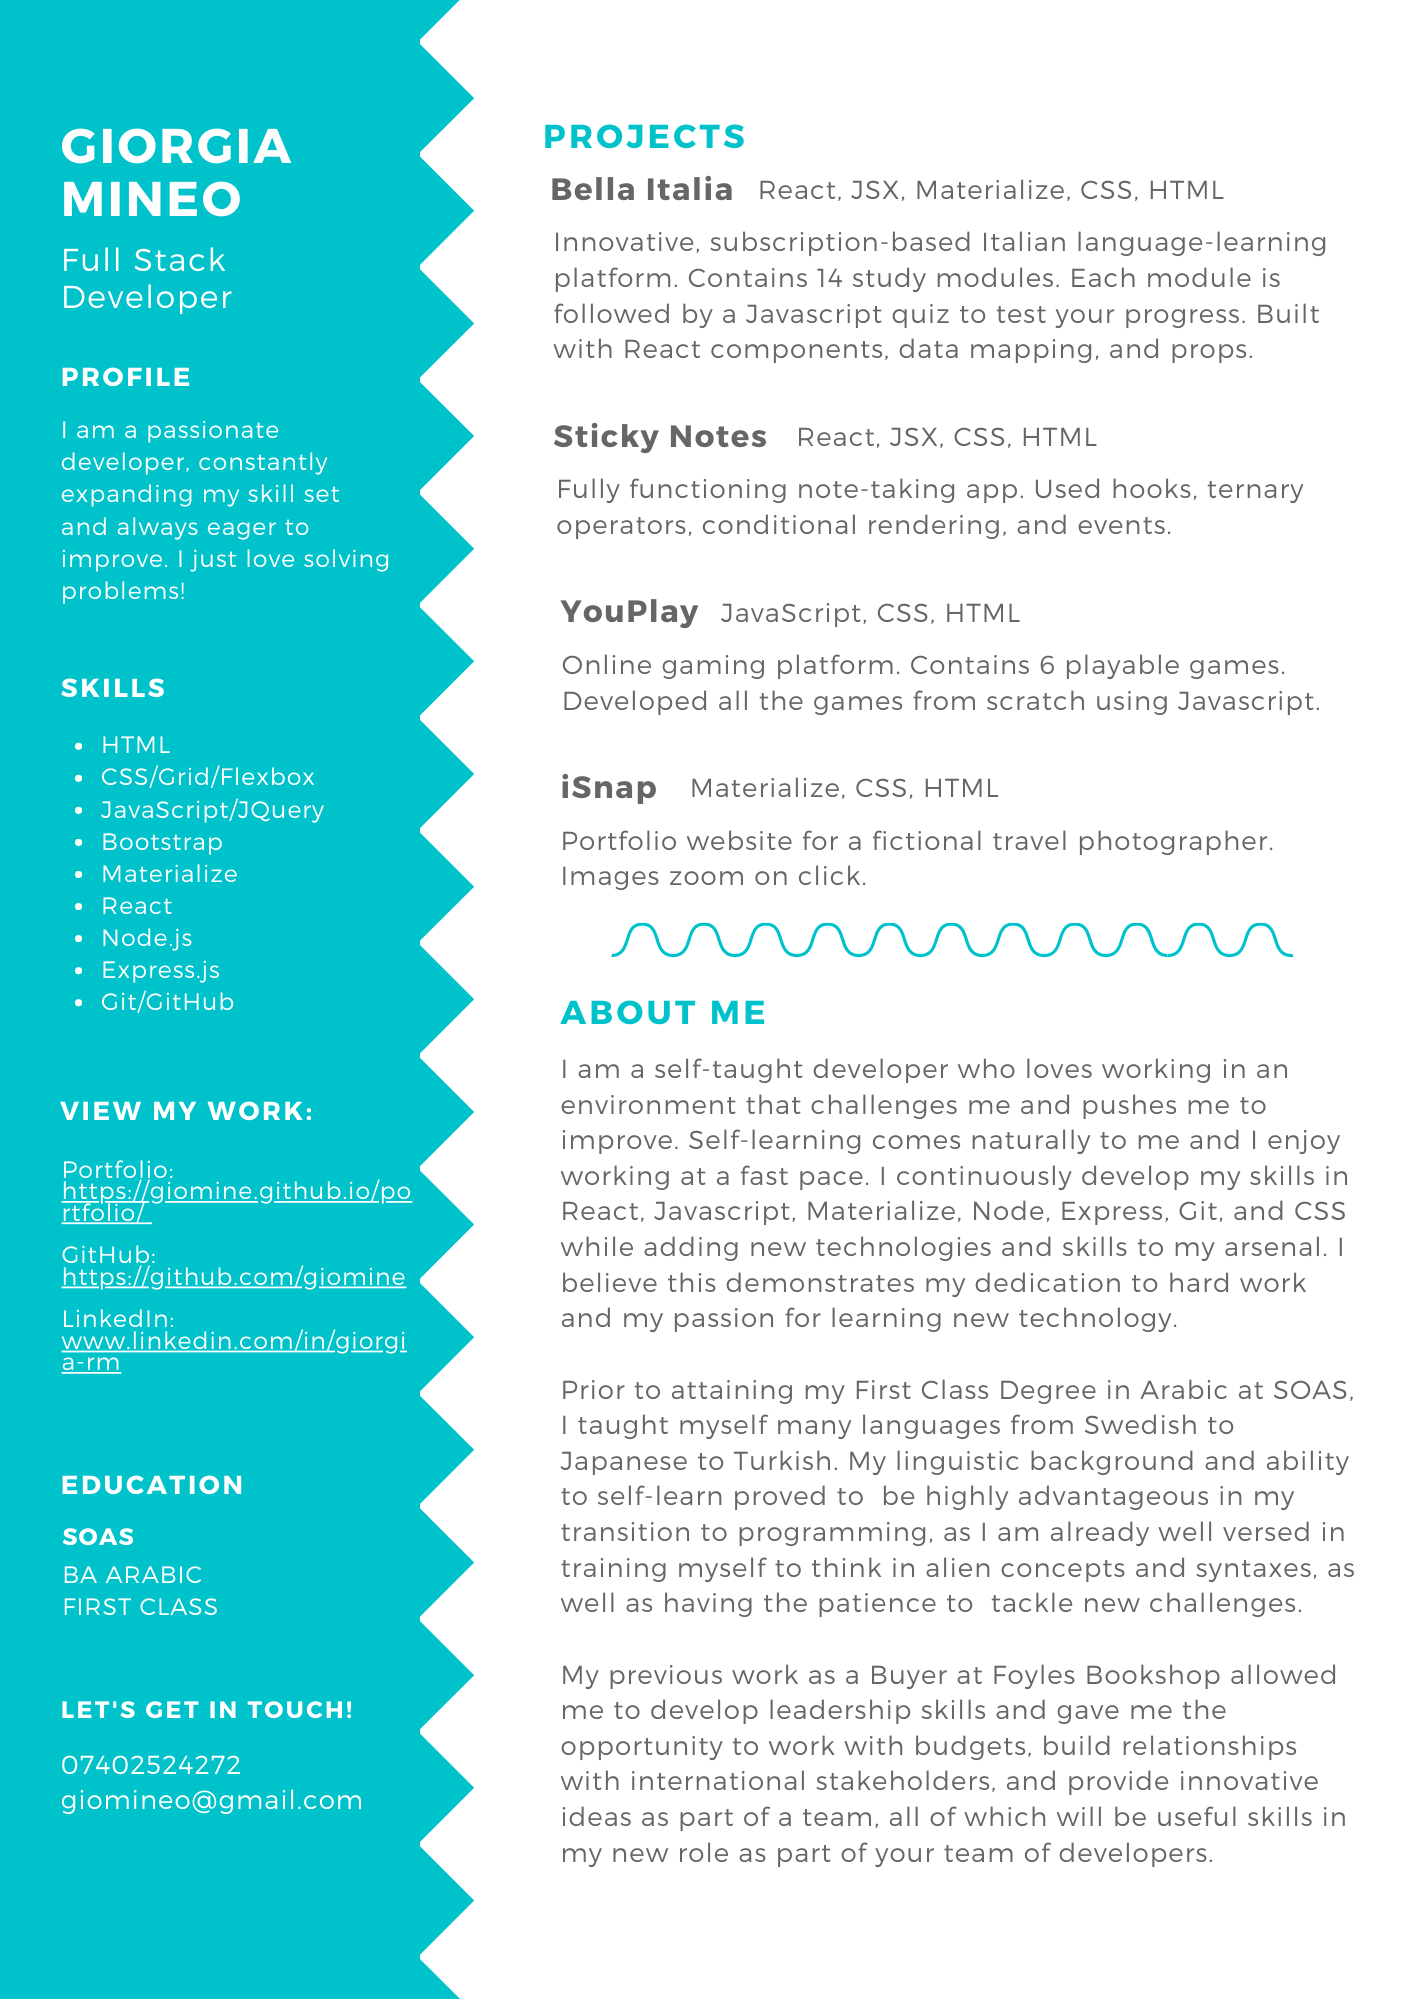 GIORGIA
MINEO
Full Stack
Developer
PROFILE
I am a passionate
developer, constantly
expanding my skill set
and always eager to
improve. I just love solving
problems!
SKILLS
• HTML
• CSS/Grid/Flexbox
• JavaScript/JQuery
• Bootstrap
• Materialize
• React
• Node.js
• Express.js
• Git/GitHub
VIEW MY WORK:
Portfolio:
https://giomine.github.io/po
rtfolio/
GitHub:
https://github.com/giomine
LinkedIn:
www.linkedin.com/in/giorgi
a-rm
EDUCATION
SOAS
BA ARABIC
FIRST CLASS
LET'S GET IN TOUCH!
07402524272
giomineo@gmail.com
PROJECTS
Bella Italia React, JSX, Materialize, CSS, HTML
Innovative, subscription-based Italian language-learning
platform. Contains 14 study modules. Each module is
followed by a Javascript quiz to test your progress. Built
with React components, data mapping, and props.
Sticky Notes React, JSX, CSS, HTML
Fully functioning note-taking app. Used hooks, ternary
operators, conditional rendering, and events.
YouPlay JavaScript, CSS, HTML
Online gaming platform. Contains 6 playable games.
Developed all the games from scratch using Javascript.
iSnap Materialize, CSS, HTML
Portfolio website for a fictional travel photographer.
Images zoom on click.
ABOUT ME
I am a self-taught developer who loves working in an
environment that challenges me and pushes me to
improve. Self-learning comes naturally to me and I enjoy
working at a fast pace. I continuously develop my skills in
React, Javascript, Materialize, Node, Express, Git, and CSS
while adding new technologies and skills to my arsenal. I
believe this demonstrates my dedication to hard work
and my passion for learning new technology.
Prior to attaining my First Class Degree in Arabic at SOAS,
I taught myself many languages from Swedish to
Japanese to Turkish. My linguistic background and ability
to self-learn proved to  be highly advantageous in my
transition to programming, as I am already well versed in
training myself to think in alien concepts and syntaxes, as
well as having the patience to  tackle new challenges.
My previous work as a Buyer at Foyles Bookshop allowed
me to develop leadership skills and gave me the
opportunity to work with budgets, build relationships
with international stakeholders, and provide innovative
ideas as part of a team, all of which will be useful skills in
my new role as part of your team of developers.